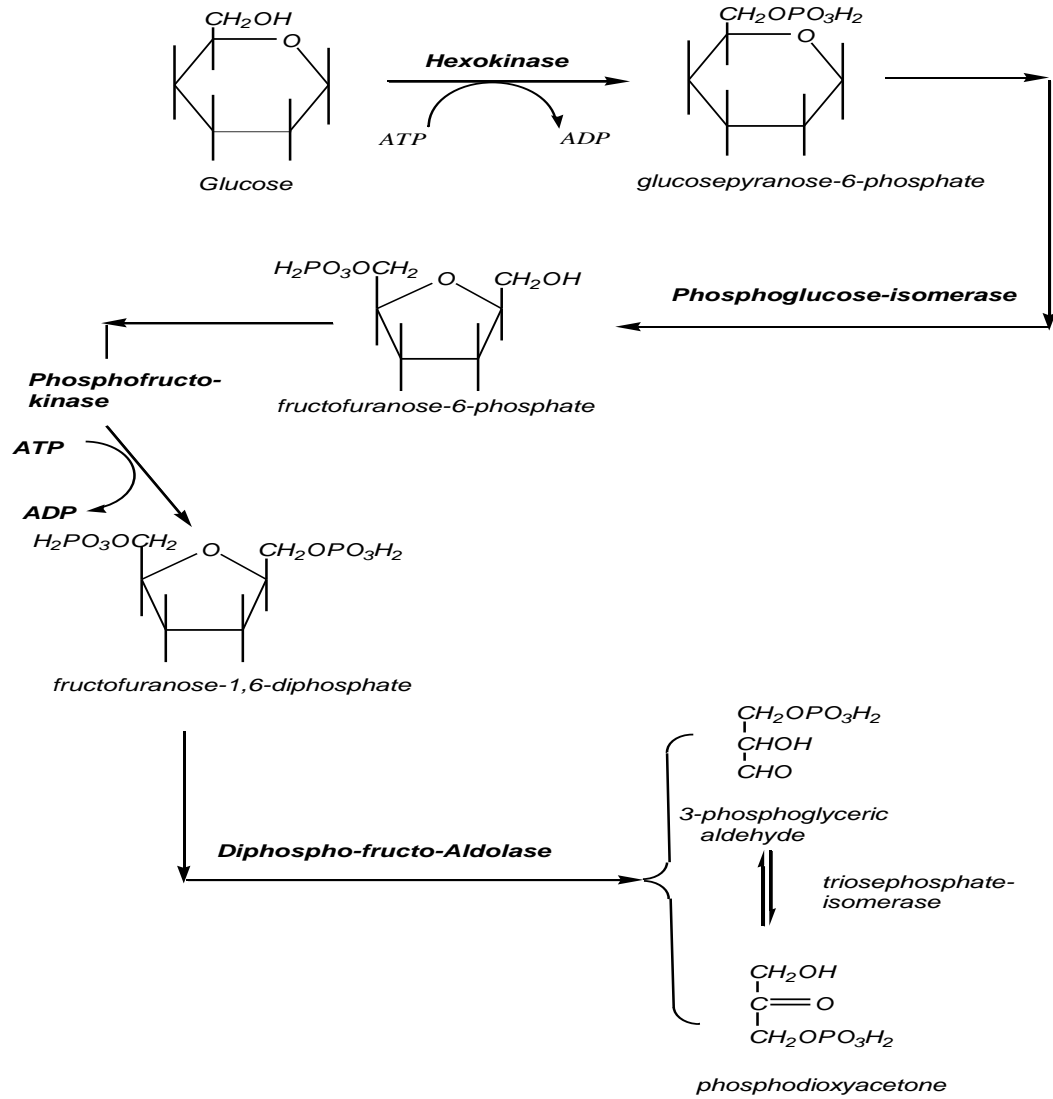 CH2OH
O
Hexokinase
ATP
ADP
Glucose
CH2OPO3H2
O
glucosepyranose-6-phosphate
Phosphoglucose-isomerase
H2PO3OCH2
O
CH2OH
fructofuranose-6-phosphate
Phosphofructo-
kinase
ATP
ADP
H2PO3OCH2
O
CH2OPO3H2
fructofuranose-1,6-diphosphate
Diphospho-fructo-Aldolase
CH2OPO3H2
CHOH
CHO
3-phosphoglyceric
aldehyde
triosephosphate-
isomerase
CH2OH
C=O
CH2OPO3H2
phosphodioxyacetone